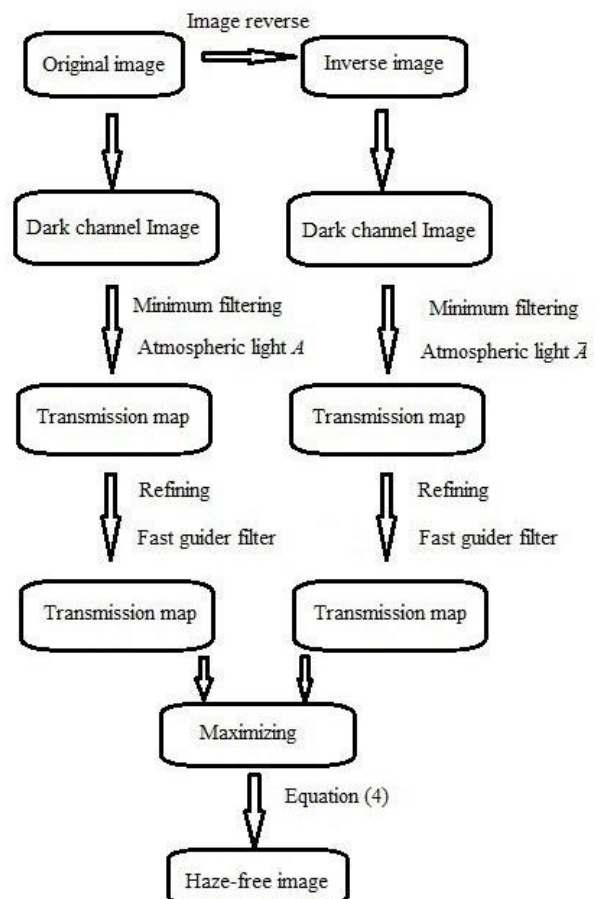 Image reverse
Original image
Inverse image
Dark channel Image
Dark channel Image
Minimum filtering
Atmospheric light A
Minimum filtering
Atmospheric light Ā
Transmission map
Transmission map
Refining
Fast guider filter
Refining
Fast guider filter
Transmission map
Transmission map
Maximizing
Equation (4)
Haze-free image